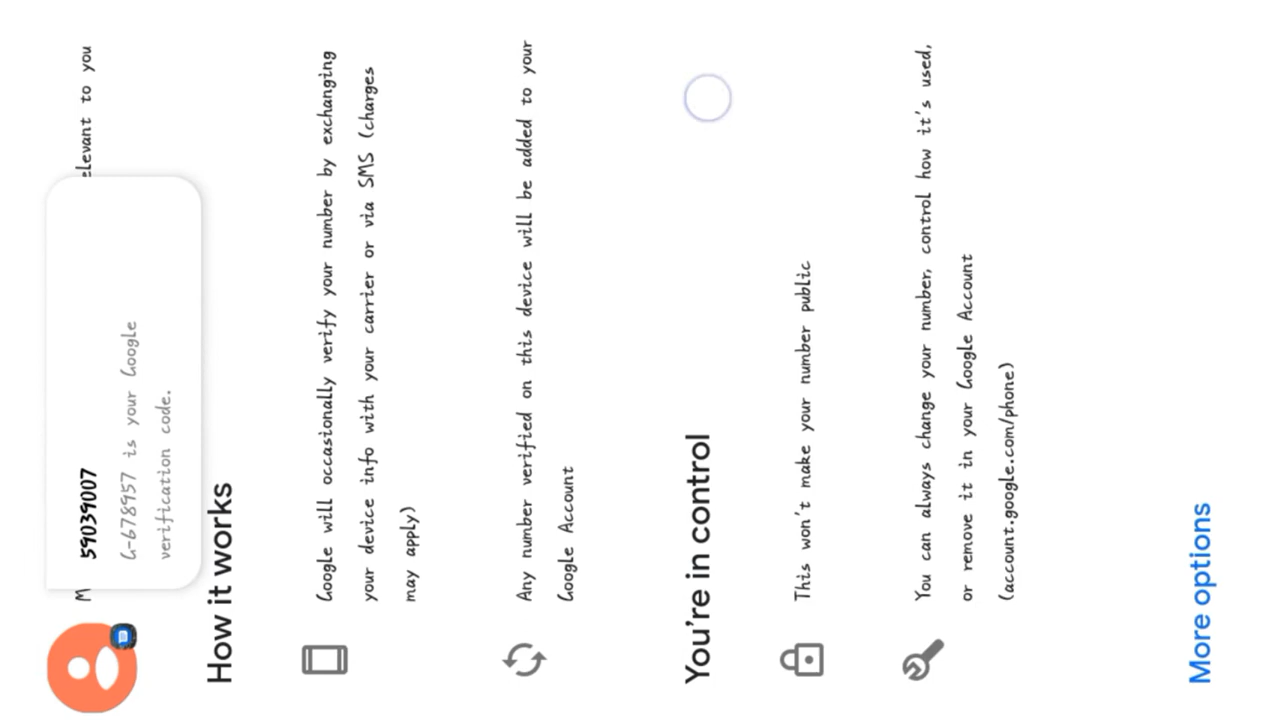 M
elevant to you
59039007
G-678957 is your Google
verification code.
How it works
Google will occasionally verify your number by exchanging
your device info with your carrier or via SMS (charges
may apply)
Any number verified on this device will be added to your
Google Account
You're in control
This won't make your number public
You can always change your number, control how it's used,
or remove it in your Google Account
(account.google.com/phone)
More options